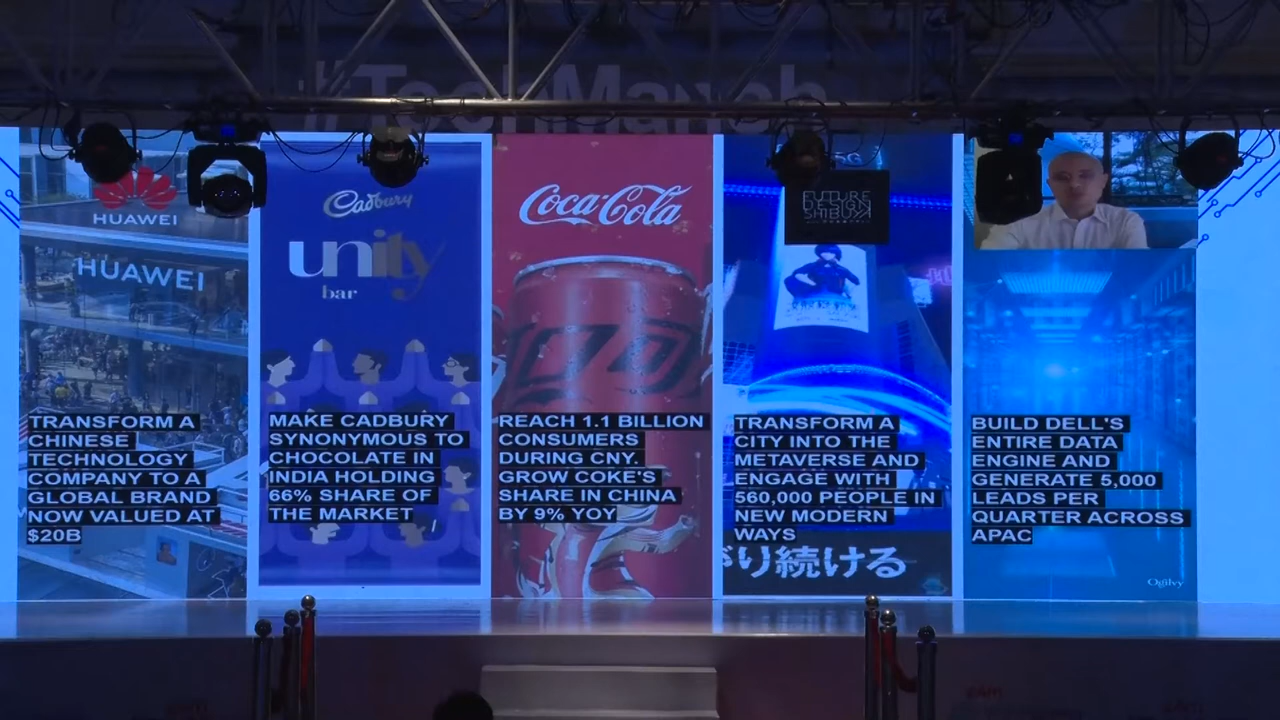 #TechMarch
HUAWEI
HUAWEI
TRANSFORM A
CHINESE
TECHNOLOGY
COMPANY TO A
GLOBAL BRAND
NOW VALUED AT
$20B
Cadbury
unity
bar
MAKE CADBURY
SYNONYMOUS TO
CHOCOLATE IN
INDIA HOLDING
66% SHARE OF
THE MARKET
Coca-Cola
REACH 1.1 BILLION
CONSUMERS
DURING CNY,
GROW COKE'S
SHARE IN CHINA
BY 9% YOY
FUTURE
DESIGN
SHIBUYA
TRANSFORM A
CITY INTO THE
METAVERSE AND
ENGAGE WITH
560,000 PEOPLE IN
NEW MODERN
WAYS
り続ける
BUILD DELL'S
ENTIRE DATA
ENGINE AND
GENERATE 5,000
LEADS PER
QUARTER ACROSS
APAC
Ogilvy